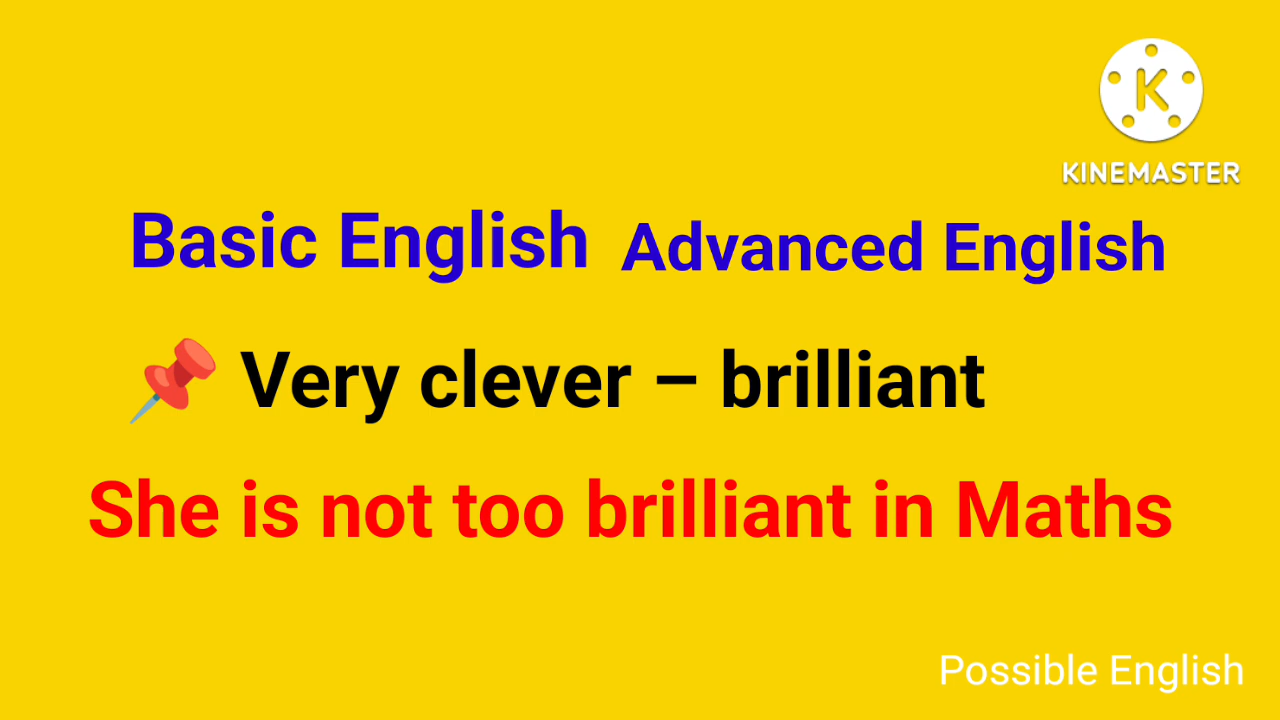 KINEMASTER
Basic English Advanced English
📌 Very clever – brilliant
She is not too brilliant in Maths
Possible English